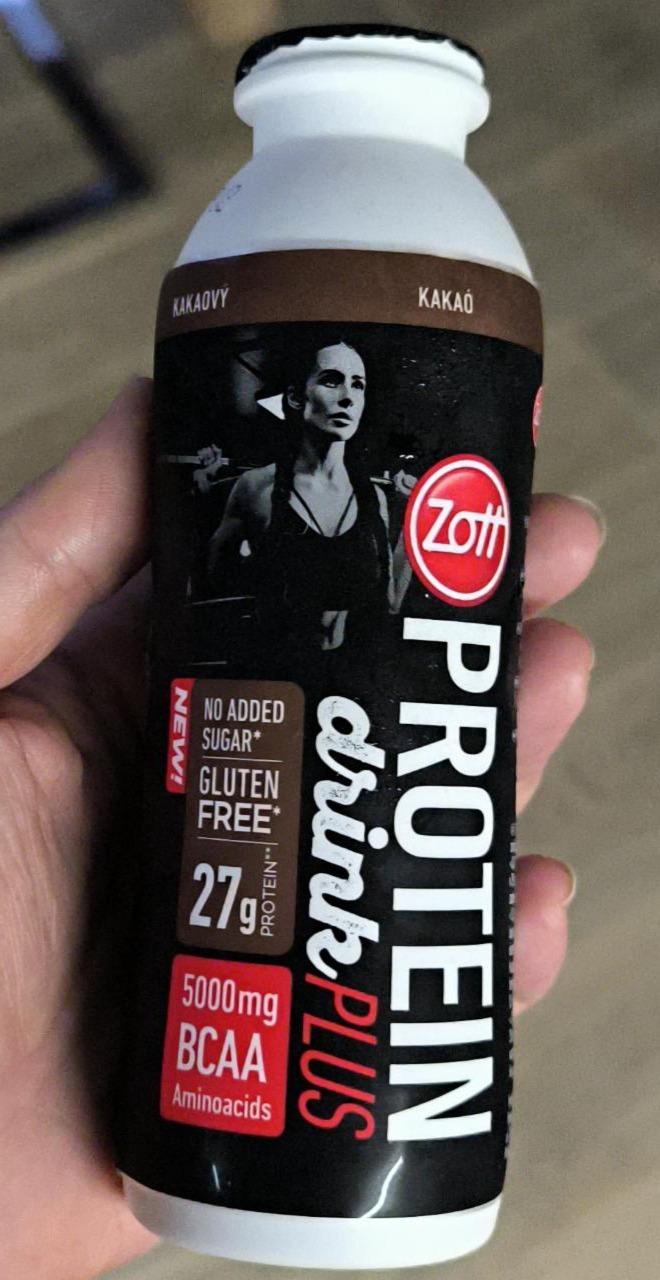 KAKAOVÝ
KAKAÓ
Zott
PROTEIN
drink PLUS
NEW!
NO ADDED
SUGAR*
GLUTEN
FREE*
27g
PROTEIN**
5000mg
BCAA
Aminoacids